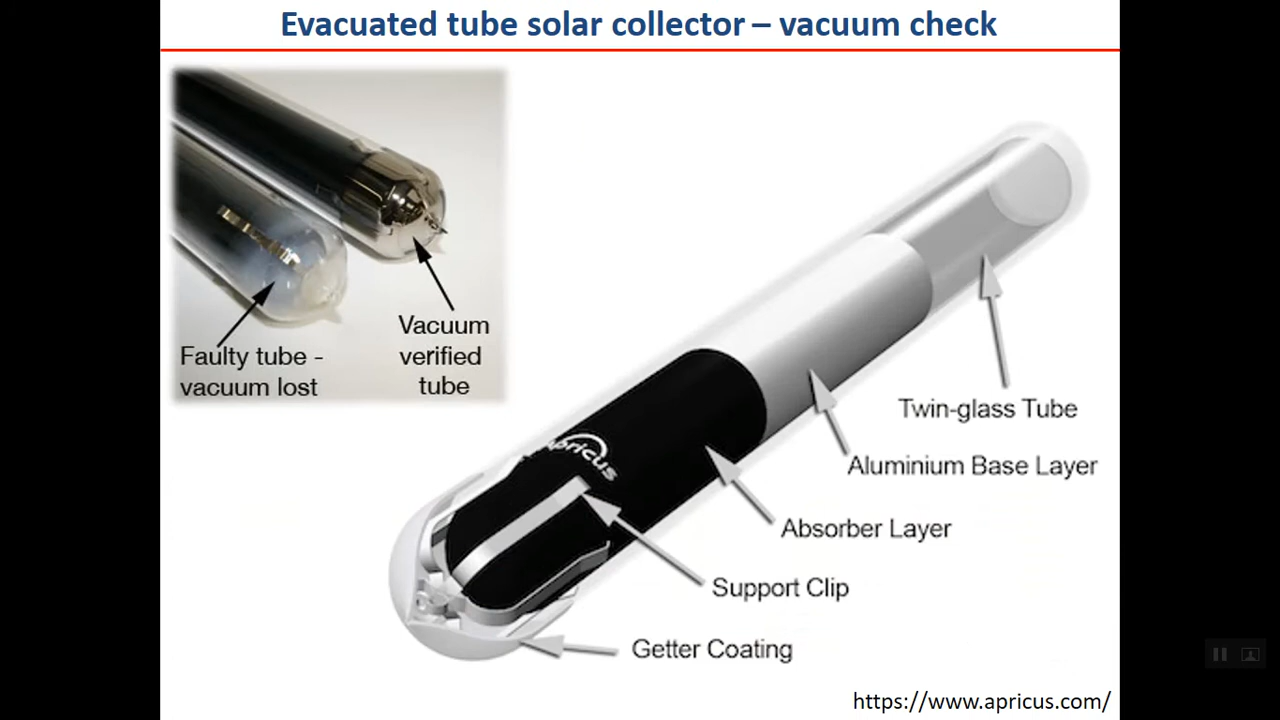 Evacuated tube solar collector – vacuum check
Faulty tube -
vacuum lost
Vacuum
verified
tube
Twin-glass Tube
Aluminium Base Layer
apricus
Absorber Layer
Support Clip
Getter Coating
https://www.apricus.com/